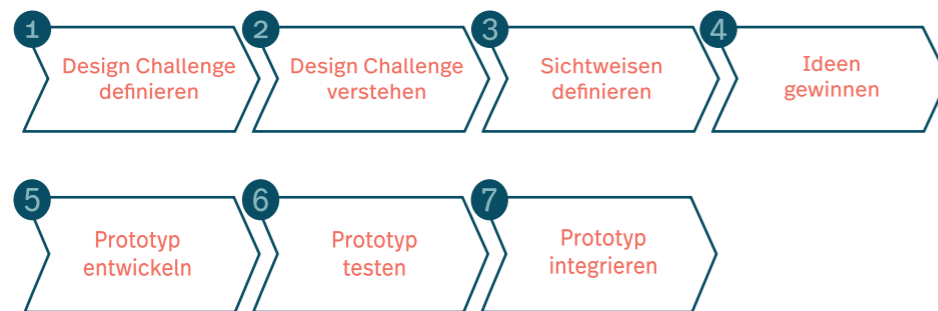 1
Design Challenge
definieren
2
Design Challenge
verstehen
3
Sichtweisen
definieren
4
Ideen
gewinnen
5
Prototyp
entwickeln
6
Prototyp
testen
7
Prototyp
integrieren